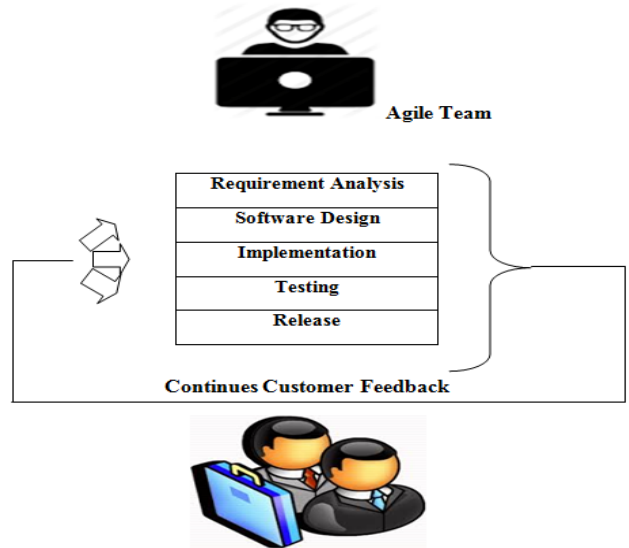 Agile Team
Requirement Analysis
Software Design
Implementation
Testing
Release
Continues Customer Feedback